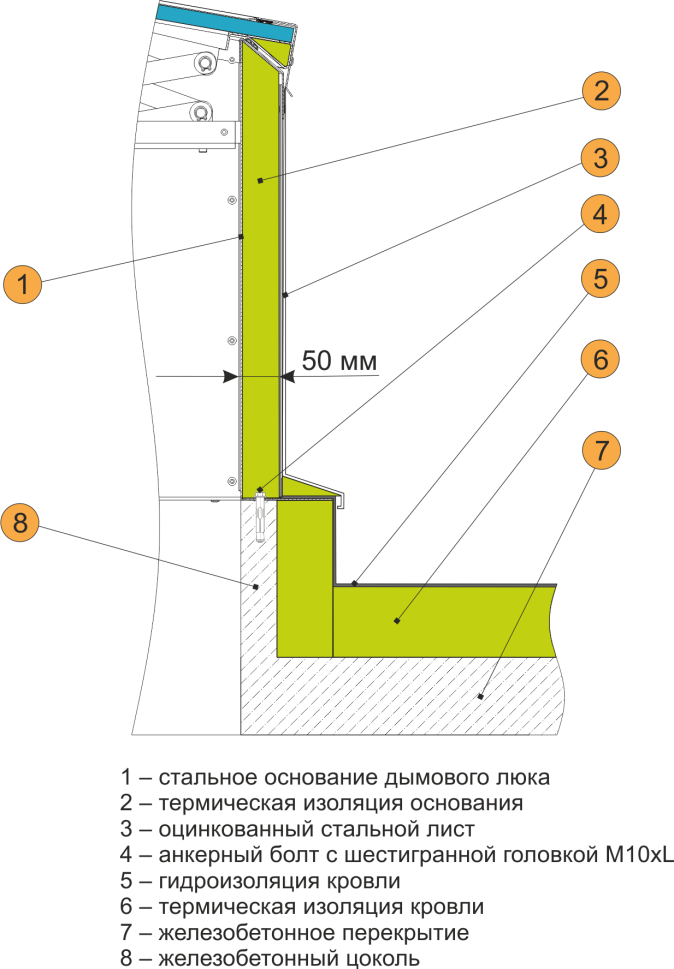 2
3
4
1
5
50 мм
6
7
8
1 – стальное основание дымового люка
2 – термическая изоляция основания
3 – оцинкованный стальной лист
4 – анкерный болт с шестигранной головкой M10xL
5 – гидроизоляция кровли
6 – термическая изоляция кровли
7 – железобетонное перекрытие
8 – железобетонный цоколь